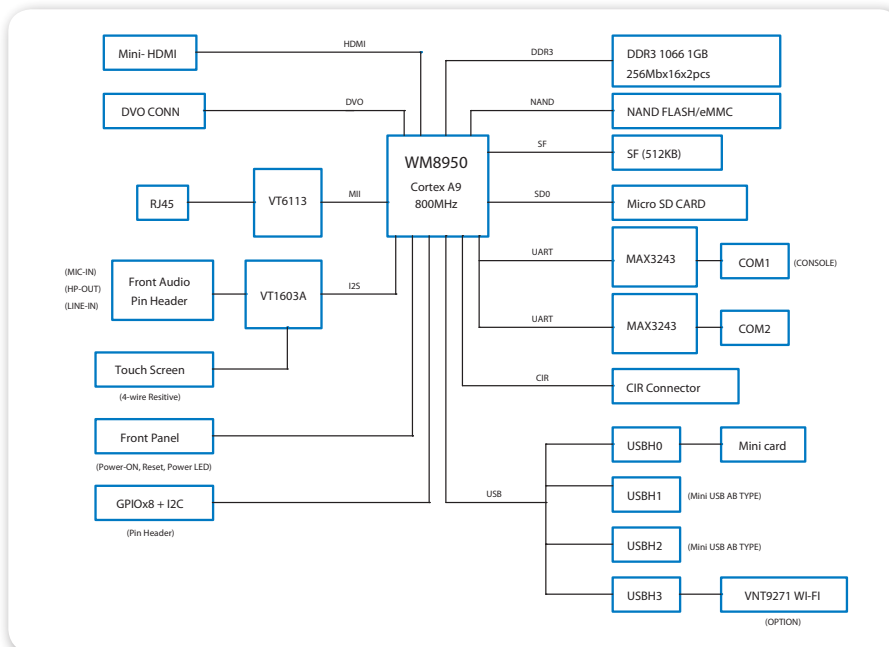 HDMI
DDR3
Mini- HDMI
DDR3 1066 1GB
256Mbx16x2pcs
DVO
NAND
DVO CONN
NAND FLASH/eMMC
WM8950
Cortex A9
800MHz
SF
SF (512KB)
RJ45
VT6113
MII
SD0
Micro SD CARD
(MIC-IN)
(HP-OUT)
(LINE-IN)
Front Audio
Pin Header
VT1603A
I2S
UART
MAX3243
COM1
(CONSOLE)
UART
MAX3243
COM2
Touch Screen
(4-wire Resitive)
CIR
CIR Connector
Front Panel
(Power-ON, Reset, Power LED)
GPIOx8 + I2C
(Pin Header)
USB
USBH0
Mini card
USBH1
(Mini USB AB TYPE)
USBH2
(Mini USB AB TYPE)
USBH3
VNT9271 WI-FI
(OPTION)